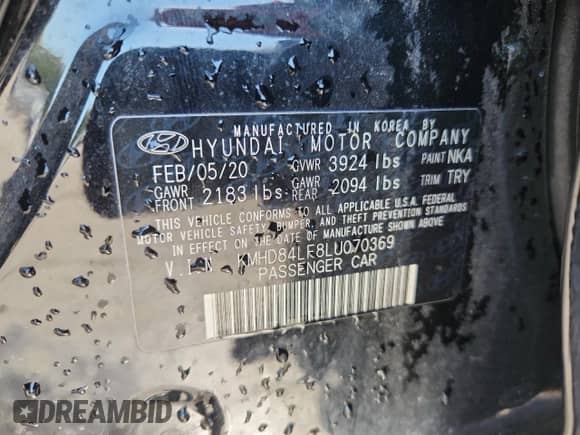 MANUFACTURED IN KOREA BY
HYUNDAI MOTOR COMPANY
FEB/05/20 GVWR 3924 lbs PAINT NKA
GAWR FRONT 2183 lbs GAWR REAR 2094 lbs TRIM TRY
THIS VEHICLE CONFORMS TO ALL APPLICABLE U.S.A. FEDERAL
MOTOR VEHICLE SAFETY, BUMPER, AND THEFT PREVENTION STANDARDS
IN EFFECT ON THE DATE OF MANUFACTURE SHOWN ABOVE.
V.I.N KMHD84LF8LU070369
PASSENGER CAR
DREAMBID